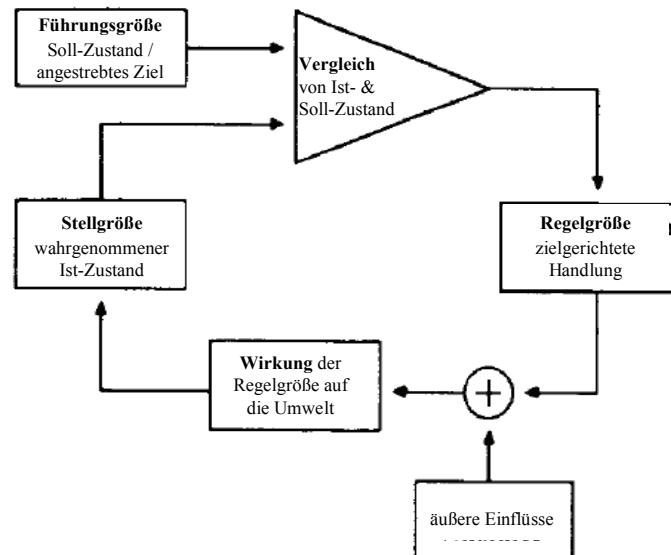 Führungsgröße
Soll-Zustand /
angestrebtes Ziel
Vergleich
von Ist- &
Soll-Zustand
Stellgröße
wahrgenommener
Ist-Zustand
Regelgröße
zielgerichtete
Handlung
Wirkung der
Regelgröße auf
die Umwelt
äußere Einflüsse